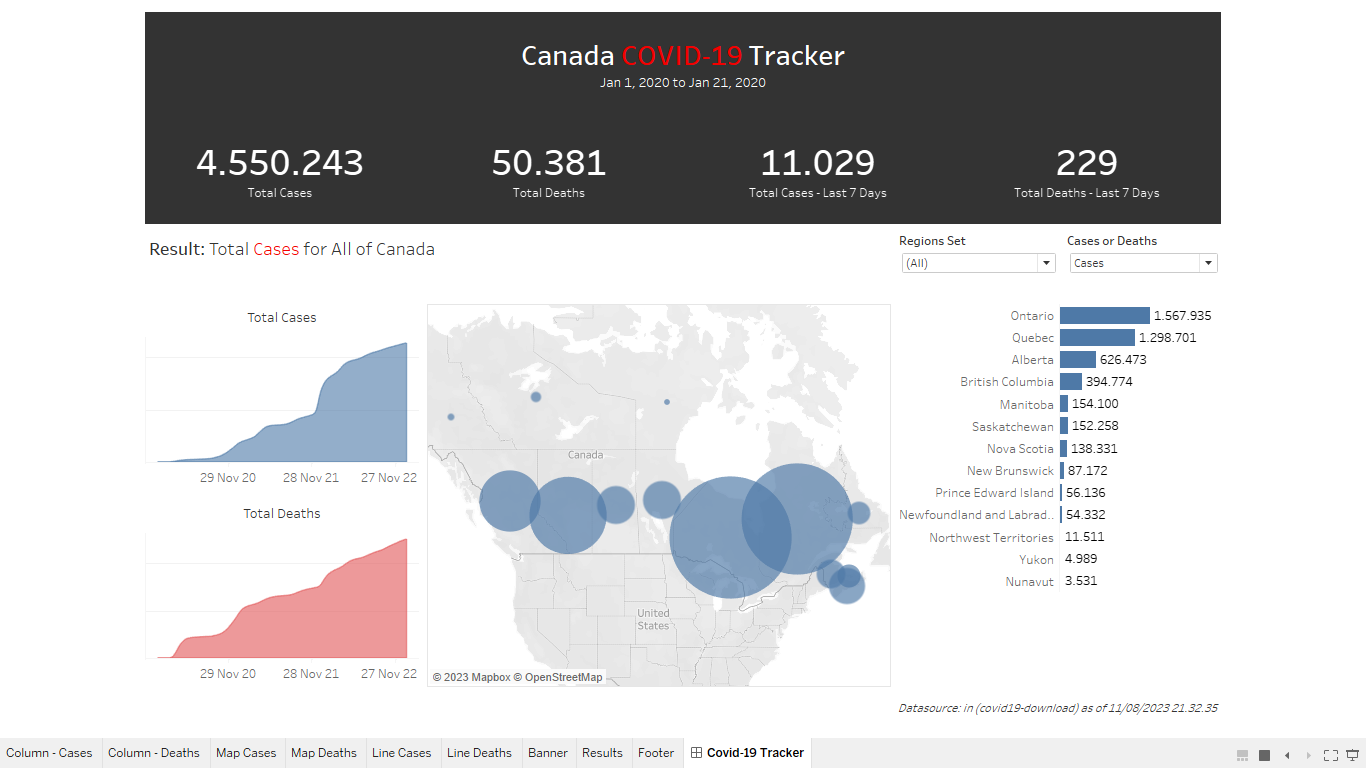 Canada COVID-19 Tracker
Jan 1, 2020 to Jan 21, 2020
4.550.243
Total Cases
50.381
Total Deaths
11.029
Total Cases - Last 7 Days
229
Total Deaths - Last 7 Days
Result: Total Cases for All of Canada
Regions Set
(All)
Cases or Deaths
Cases
Total Cases
29 Nov 20 28 Nov 21 27 Nov 22
Total Deaths
29 Nov 20 28 Nov 21 27 Nov 22
Canada
United
States
© 2023 Mapbox © OpenStreetMap
Ontario 1.567.935
Quebec 1.298.701
Alberta 626.473
British Columbia 394.774
Manitoba 154.100
Saskatchewan 152.258
Nova Scotia 138.331
New Brunswick 87.172
Prince Edward Island 56.136
Newfoundland and Labrad.. 54.332
Northwest Territories 11.511
Yukon 4.989
Nunavut 3.531
Datasource: in (covid19-download) as of 11/08/2023 21.32.35
Column - Cases Column - Deaths Map Cases Map Deaths Line Cases Line Deaths Banner Results Footer Covid-19 Tracker